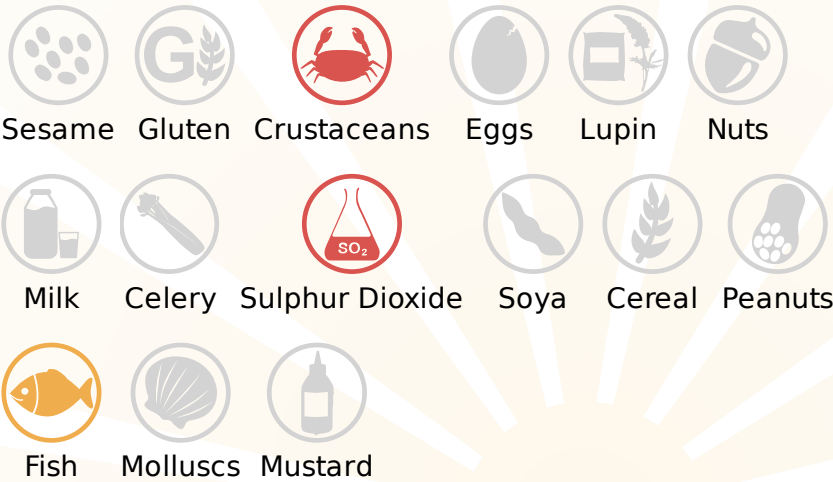 G
Sesame Gluten Crustaceans Eggs Lupin Nuts
SO₂
Milk Celery Sulphur Dioxide Soya Cereal Peanuts
Fish Molluscs Mustard